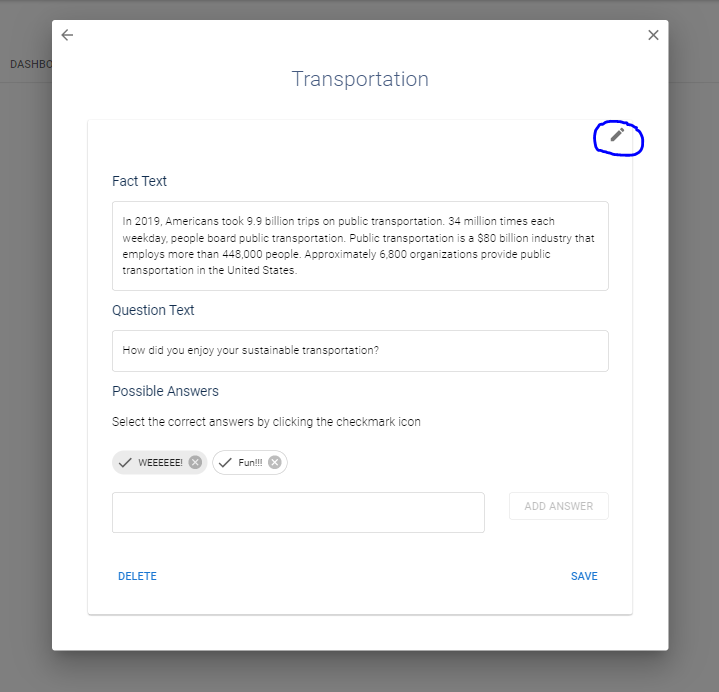 DASHBO
Transportation
Fact Text
In 2019, Americans took 9.9 billion trips on public transportation. 34 million times each
weekday, people board public transportation. Public transportation is a $80 billion industry that
employs more than 448,000 people. Approximately 6,800 organizations provide public
transportation in the United States.
Question Text
How did you enjoy your sustainable transportation?
Possible Answers
Select the correct answers by clicking the checkmark icon
WEEEEEE! Fun!!!
ADD ANSWER
DELETE SAVE